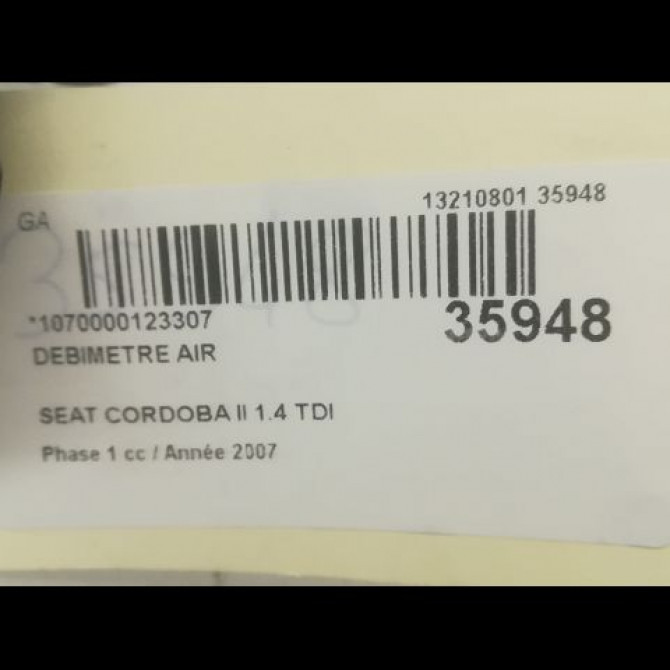 13210801 35948
GA
*1070000123307
35948
DEBIMETRE AIR
SEAT CORDOBA II 1.4 TDI
Phase 1 cc / Année 2007